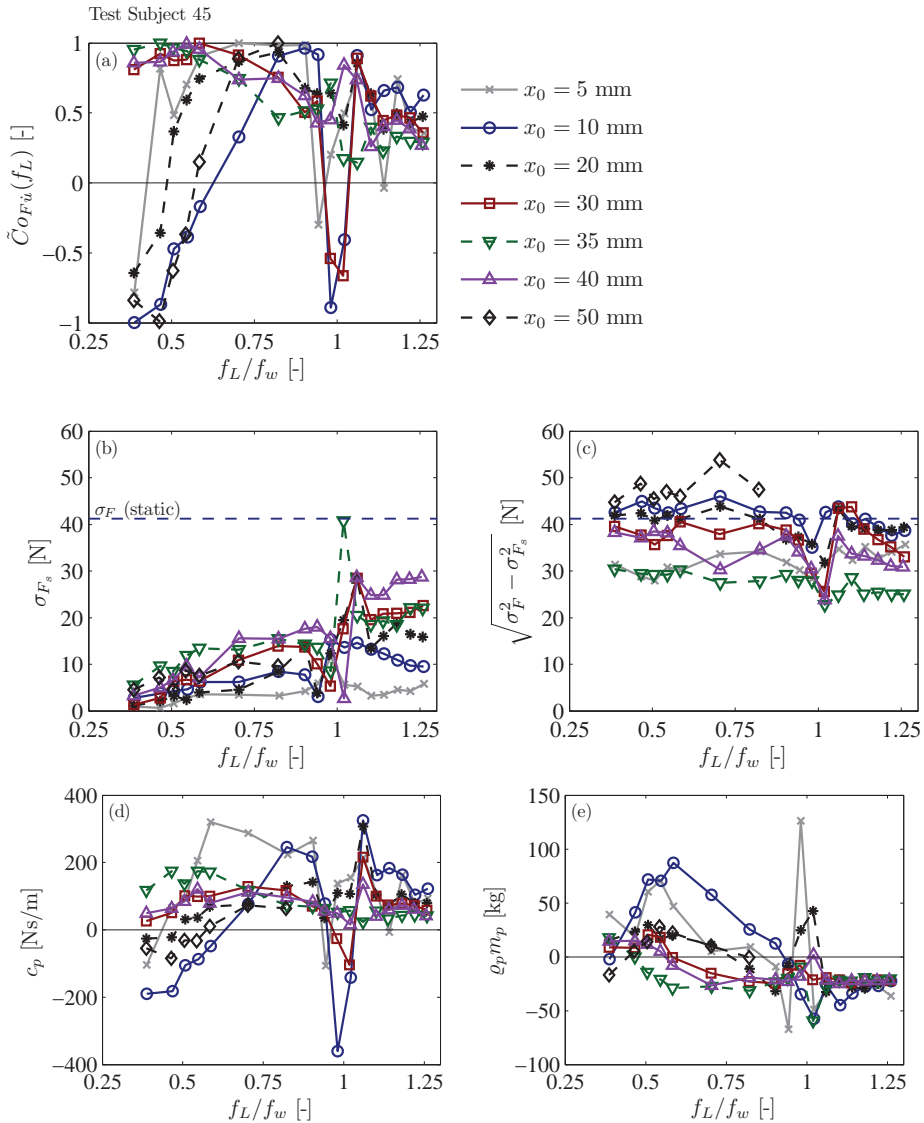 Test Subject 45
(a)
1
0.5
0
−0.5
−1
0.25
0.5
0.75
1
1.25
C̃o_{Fu̇}(f_L) [-]
f_L/f_w [-]
x_0 = 5 mm
x_0 = 10 mm
x_0 = 20 mm
x_0 = 30 mm
x_0 = 35 mm
x_0 = 40 mm
x_0 = 50 mm
(b)
60
50
40
30
20
10
0
σ_F (static)
0.25
0.5
0.75
1
1.25
σ_{F_s} [N]
f_L/f_w [-]
(c)
60
50
40
30
20
10
0
0.25
0.5
0.75
1
1.25
√(σ_F^2 − σ_{F_s}^2) [N]
f_L/f_w [-]
(d)
400
200
0
−200
−400
0.25
0.5
0.75
1
1.25
c_p [Ns/m]
f_L/f_w [-]
(e)
150
100
50
0
−50
−100
0.25
0.5
0.75
1
1.25
ϱ_p m_p [kg]
f_L/f_w [-]